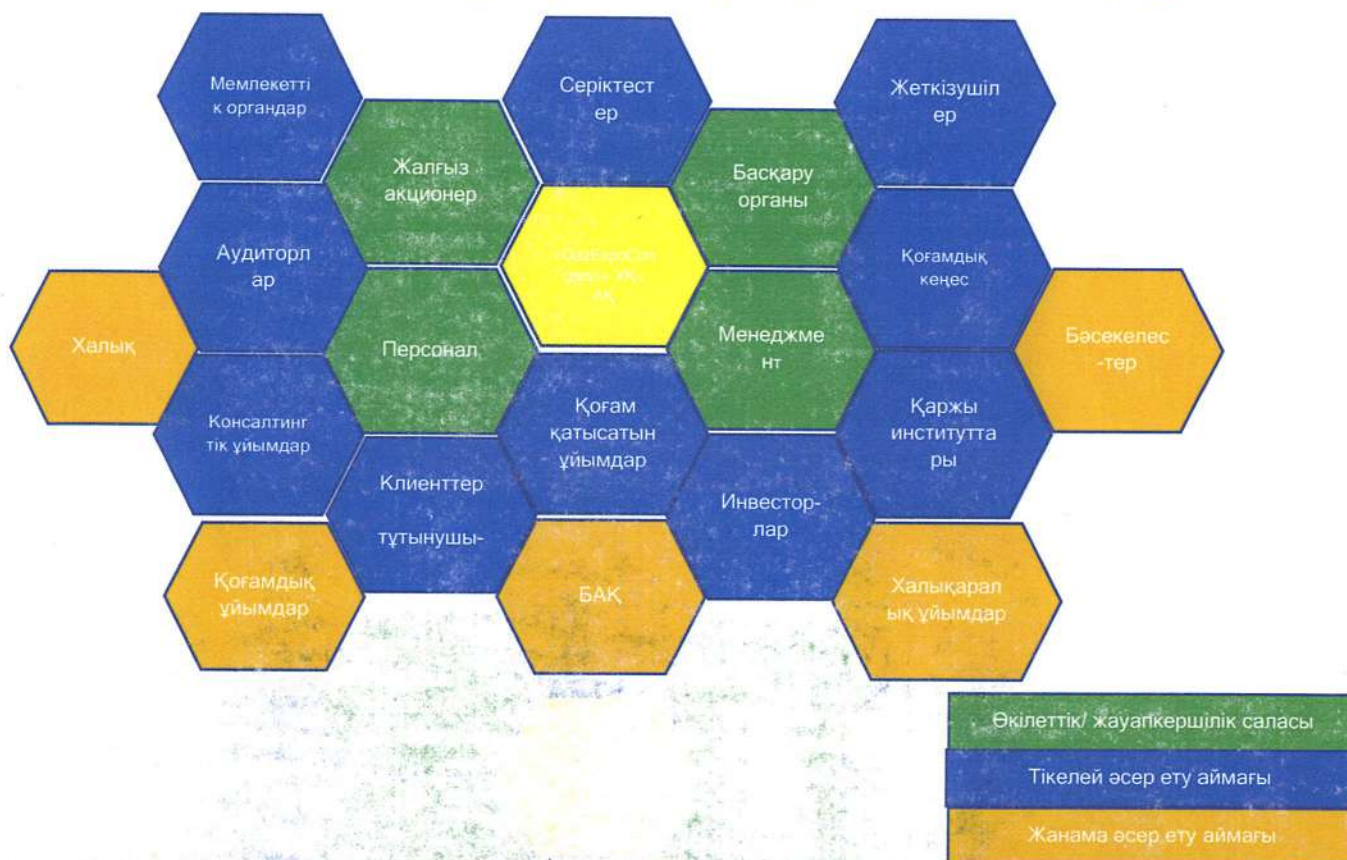 Мемлекетті
к органдар
Серіктест
ер
Жеткізушіл
ер
Жалғыз
акционер
Басқару
органы
Аудиторл
ар
Қоғамдық
кеңес
ҰҚ»
АҚ
Халық
Персонал
Менеджме
нт
Бәсекелес
-тер
Консалтинг
тік ұйымдар
Қоғам
қатысатын
ұйымдар
Қаржы
институтта
ры
Клиенттер
тұтынушы-
Инвестор-
лар
Қоғамдық
ұйымдар
БАҚ
Халықарал
ық ұйымдар
Өкілеттік/ жауапкершілік саласы
Тікелей әсер ету аймағы
Жанама әсер ету аймағы